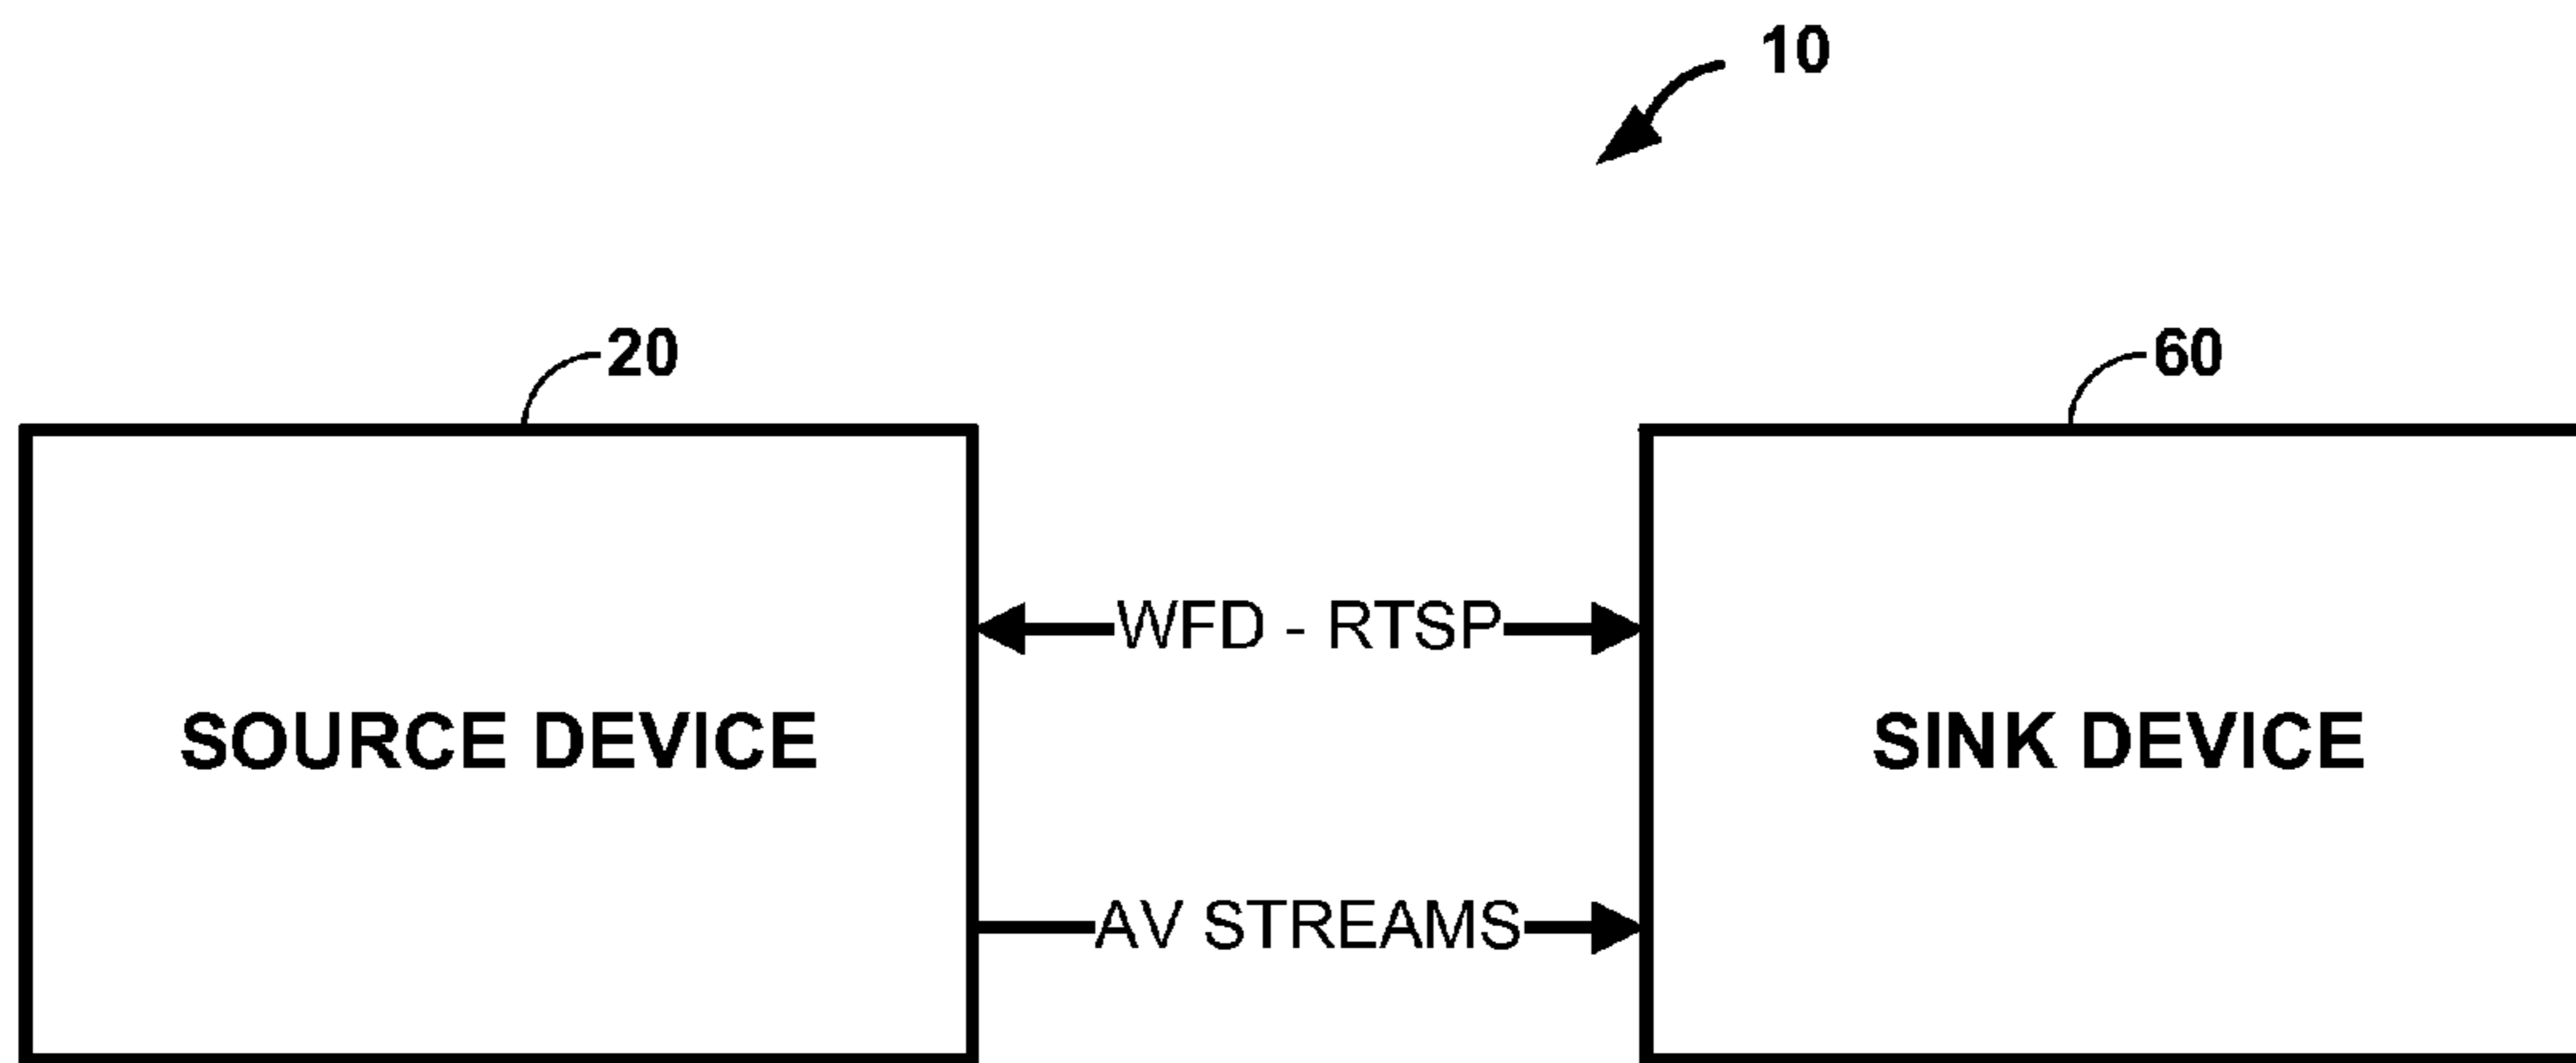 10
20
60
WFD - RTSP
SOURCE DEVICE
SINK DEVICE
AV STREAMS